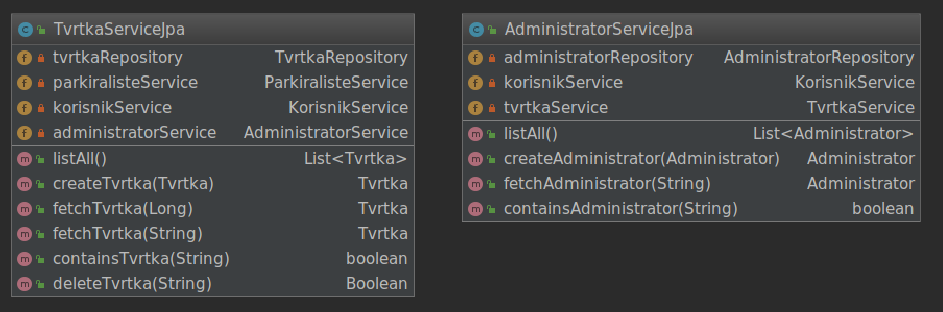 TvrtkaServiceJpa
tvrtkaRepository TvrtkaRepository
parkiralisteService ParkiralisteService
korisnikService KorisnikService
administratorService AdministratorService
listAll() List<Tvrtka>
createTvrtka(Tvrtka) Tvrtka
fetchTvrtka(Long) Tvrtka
fetchTvrtka(String) Tvrtka
containsTvrtka(String) boolean
deleteTvrtka(String) Boolean
AdministratorServiceJpa
administratorRepository AdministratorRepository
korisnikService KorisnikService
tvrtkaService TvrtkaService
listAll() List<Administrator>
createAdministrator(Administrator) Administrator
fetchAdministrator(String) Administrator
containsAdministrator(String) boolean